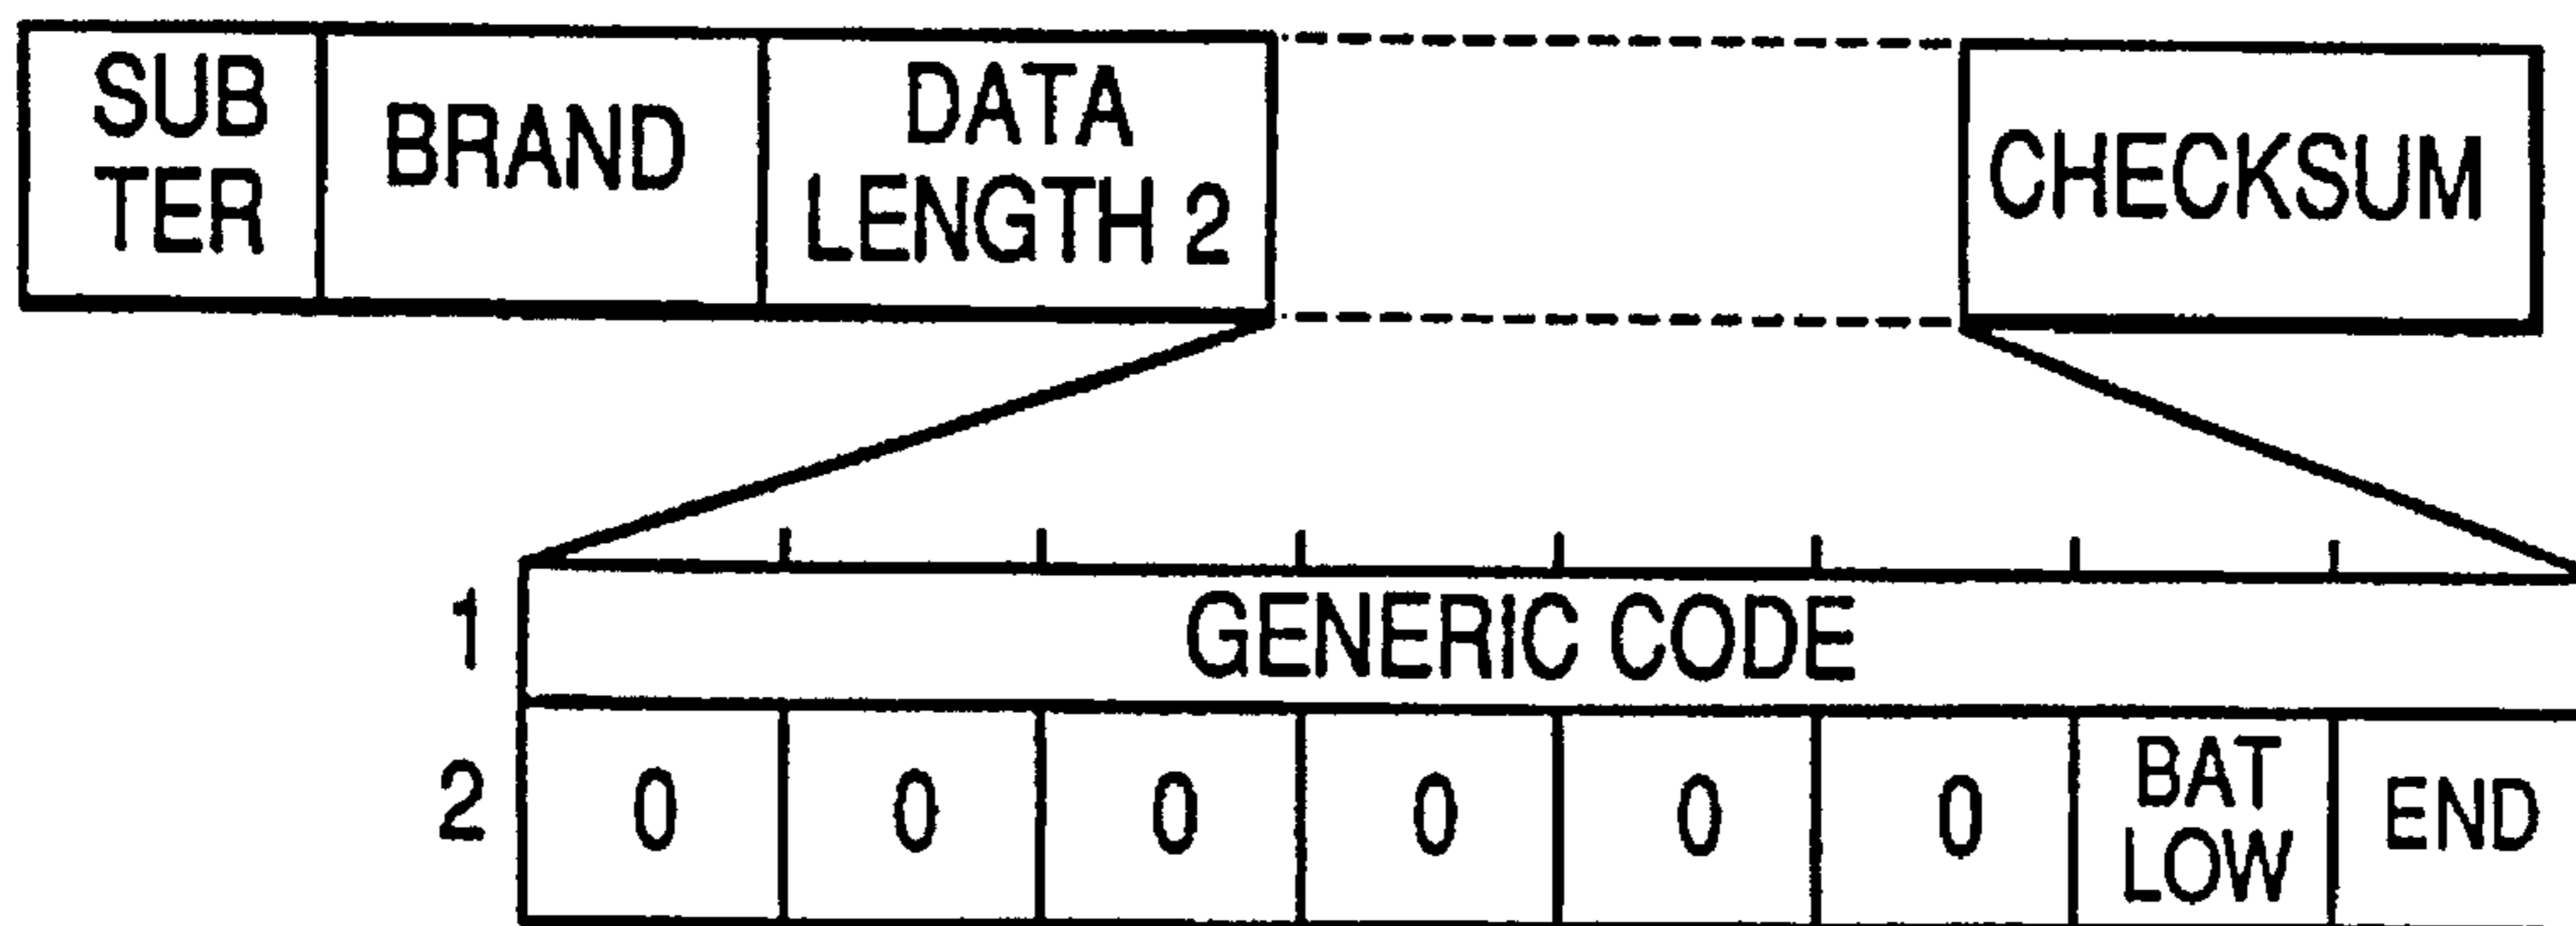 SUB
TER
BRAND
DATA
LENGTH 2
CHECKSUM
1 GENERIC CODE
2 0 0 0 0 0 0 BAT
LOW END